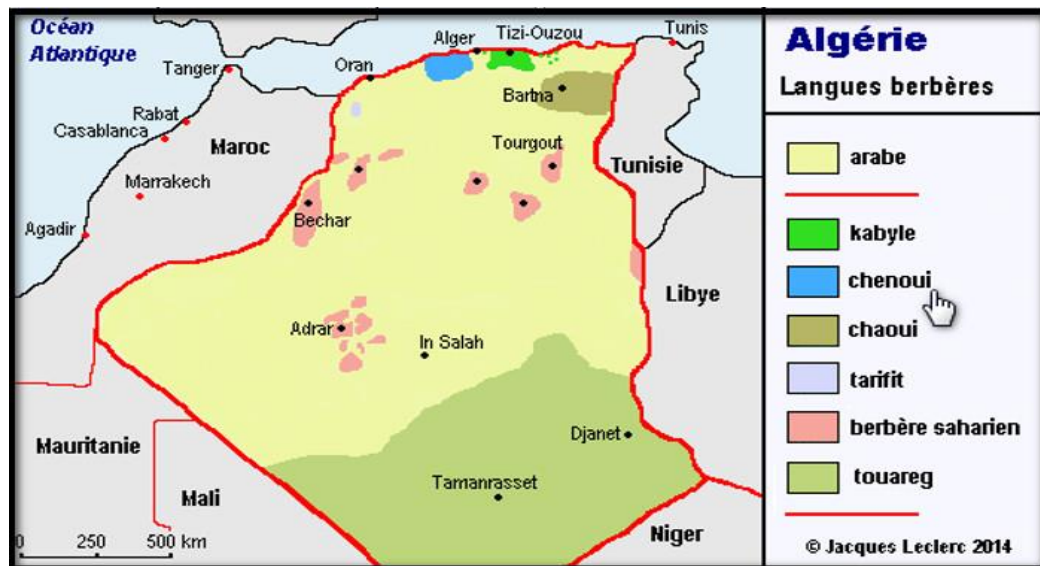 Océan
Atlantique
Tanger
Rabat
Casablanca
Marrakech
Agadir
Maroc
Oran
Alger
Tizi-Ouzou
Tunis
Bartna
Tourgout
Tunisie
Bechar
Adrar
In Salah
Libye
Djanet
Tamanrasset
Mauritanie
Mali
Niger
0 250 500 km
Algérie
Langues berbères
arabe
kabyle
chenoui
chaoui
tarifit
berbère saharien
touareg
© Jacques Leclerc 2014